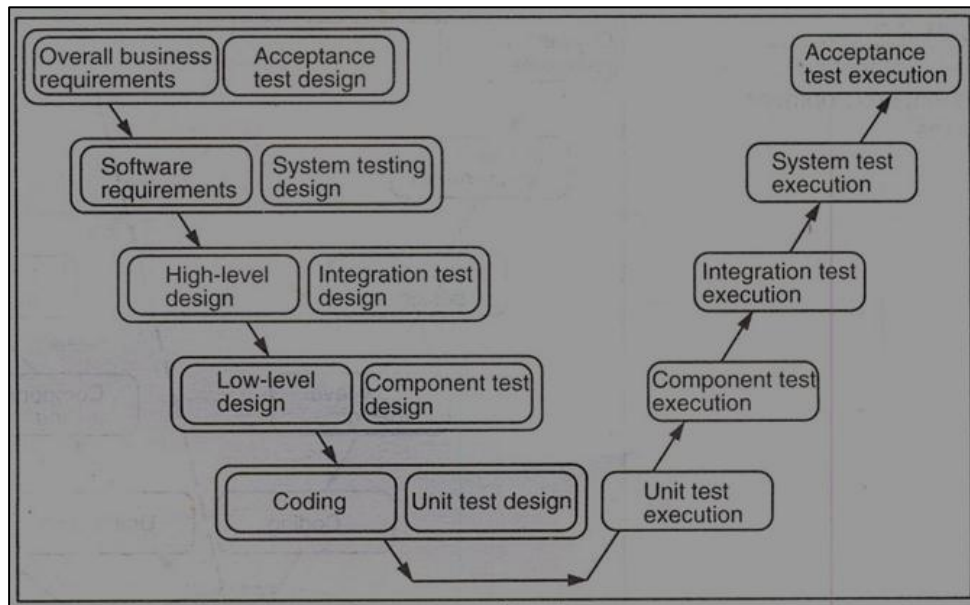 Overall business
requirements
Acceptance
test design
Acceptance
test execution
Software
requirements
System testing
design
System test
execution
High-level
design
Integration test
design
Integration test
execution
Low-level
design
Component test
design
Component test
execution
Coding
Unit test design
Unit test
execution